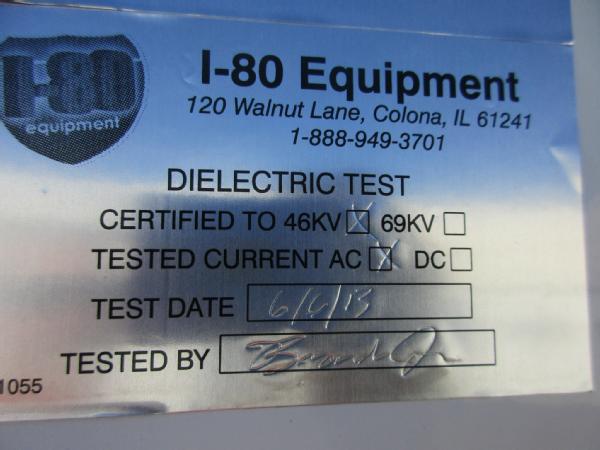 I-80
equipment
I-80 Equipment
120 Walnut Lane, Colona, IL 61241
1-888-949-3701
DIELECTRIC TEST
CERTIFIED TO 46KV ☒ 69KV ☐
TESTED CURRENT AC ☒ DC ☐
TEST DATE 6/6/13
TESTED BY
1055